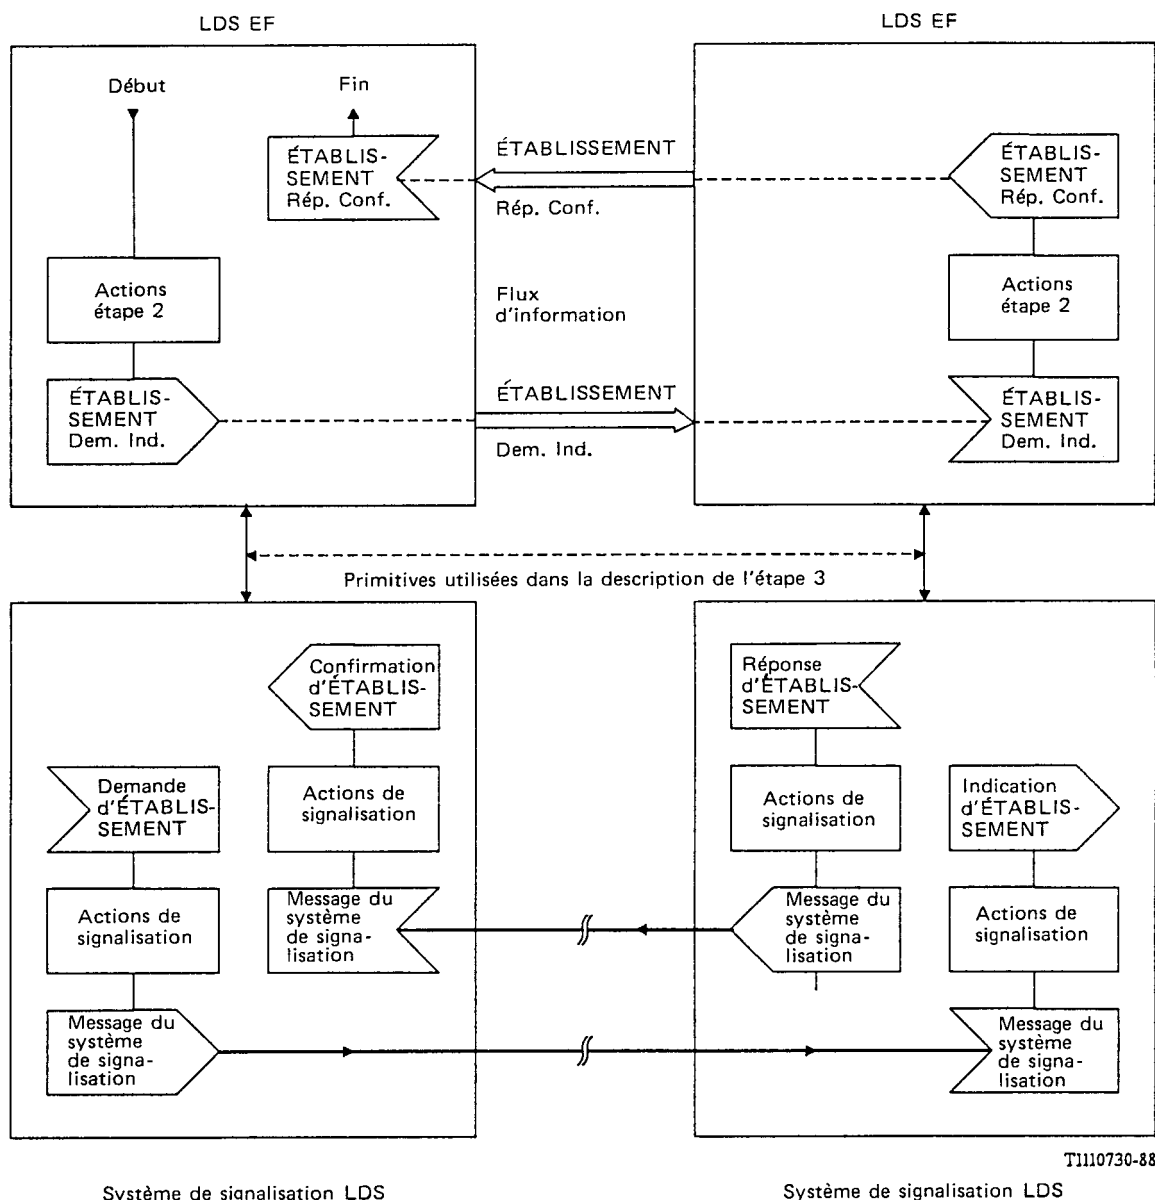 LDS EF
LDS EF
Début
Fin
ÉTABLIS-
SEMENT
Rép. Conf.
ÉTABLISSEMENT
Rép. Conf.
ÉTABLIS-
SEMENT
Rép. Conf.
Actions
étape 2
Flux
d'information
Actions
étape 2
ÉTABLIS-
SEMENT
Dem. Ind.
ÉTABLISSEMENT
Dem. Ind.
ÉTABLIS-
SEMENT
Dem. Ind.
Primitives utilisées dans la description de l'étape 3
Confirmation
d'ÉTABLIS-
SEMENT
Réponse
d'ÉTABLIS-
SEMENT
Demande
d'ÉTABLIS-
SEMENT
Actions de
signalisation
Actions de
signalisation
Indication
d'ÉTABLIS-
SEMENT
Actions de
signalisation
Message du
système
de signa-
lisation
Message du
système
de signa-
lisation
Actions de
signalisation
Message du
système
de signa-
lisation
Message du
système
de signa-
lisation
T1110730-88
Système de signalisation LDS
Système de signalisation LDS